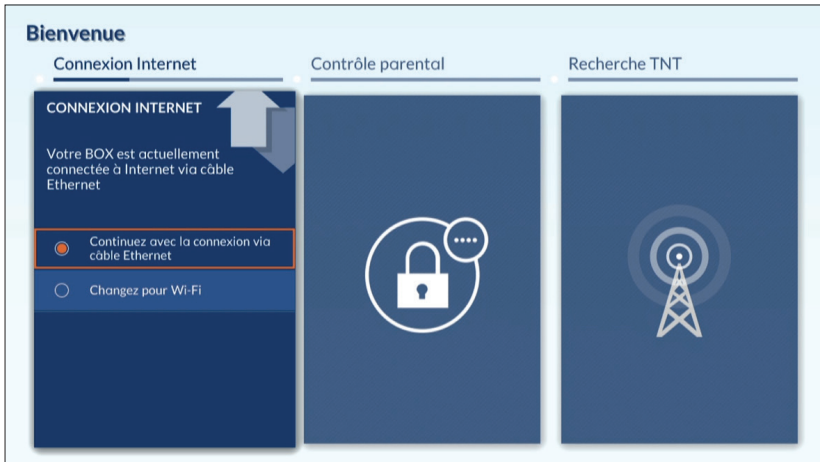 Bienvenue
Connexion Internet
Contrôle parental
Recherche TNT
CONNEXION INTERNET
Votre BOX est actuellement
connectée à Internet via câble
Ethernet
Continuez avec la connexion via
câble Ethernet
Changez pour Wi-Fi